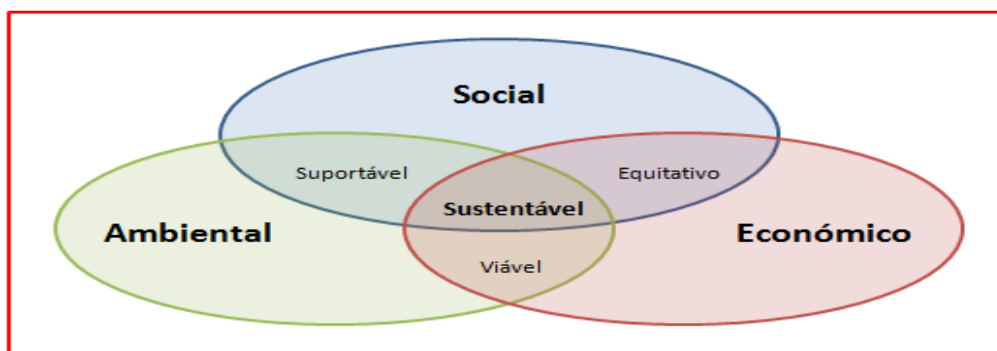 Social
Suportável
Equitativo
Sustentável
Ambiental
Económico
Viável